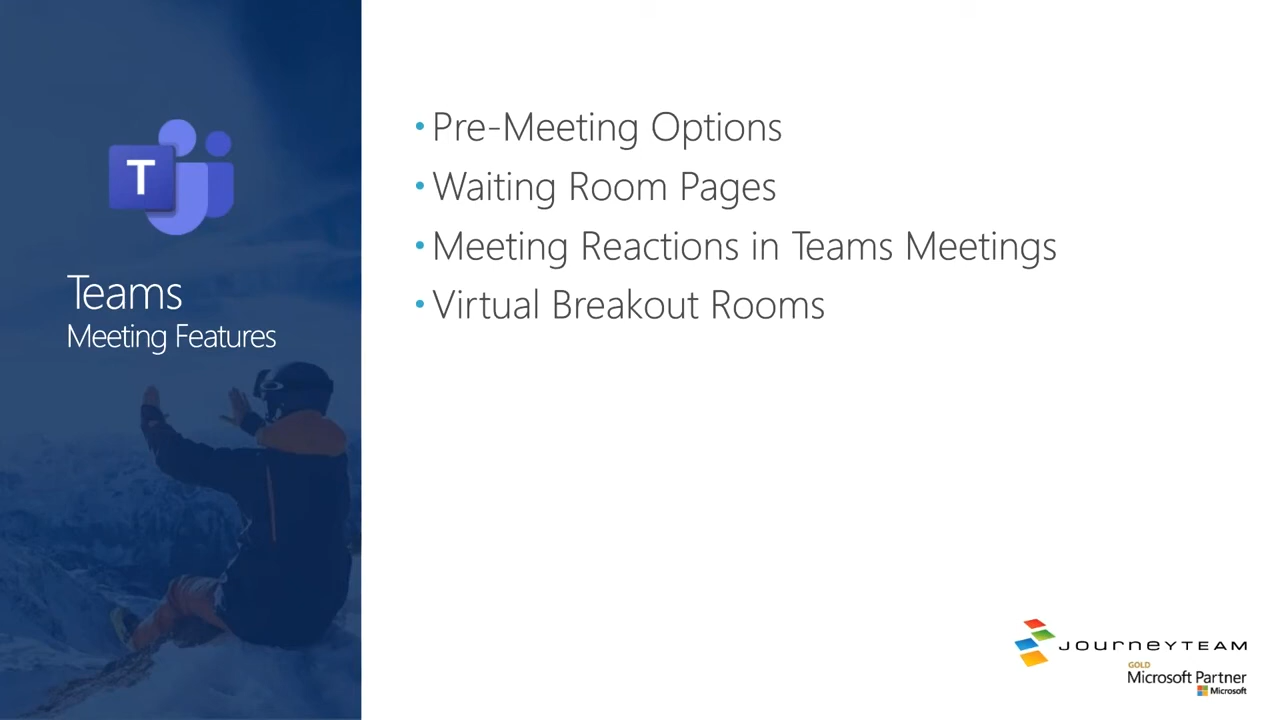 T
Teams
Meeting Features
• Pre-Meeting Options
• Waiting Room Pages
• Meeting Reactions in Teams Meetings
• Virtual Breakout Rooms
JOURNEYTEAM
GOLD
Microsoft Partner
Microsoft